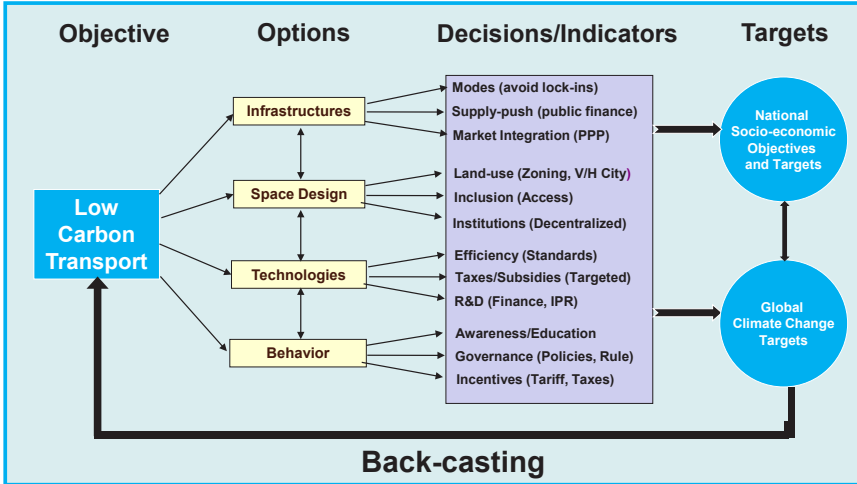 Objective
Options
Decisions/Indicators
Targets
Low
Carbon
Transport
Infrastructures
Space Design
Technologies
Behavior
Modes (avoid lock-ins)
Supply-push (public finance)
Market Integration (PPP)
Land-use (Zoning, V/H City)
Inclusion (Access)
Institutions (Decentralized)
Efficiency (Standards)
Taxes/Subsidies (Targeted)
R&D (Finance, IPR)
Awareness/Education
Governance (Policies, Rule)
Incentives (Tariff, Taxes)
National
Socio-economic
Objectives
and Targets
Global
Climate Change
Targets
Back-casting